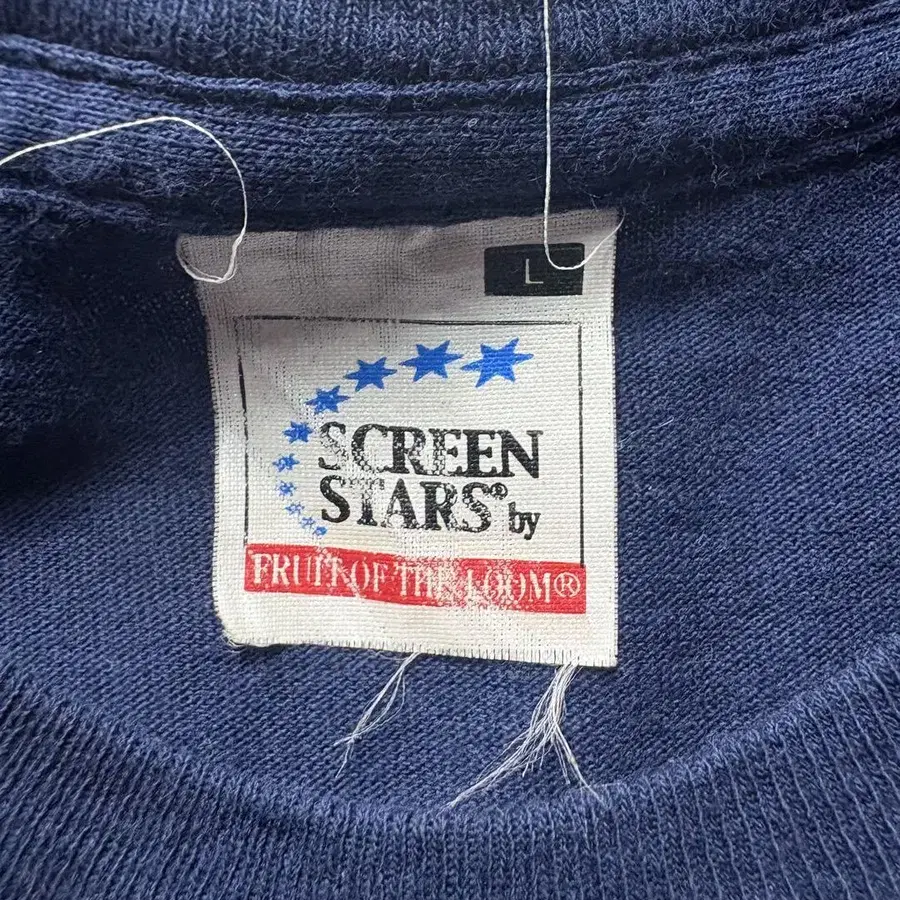 L
SCREEN
STARS® by
FRUIT OF THE LOOM®